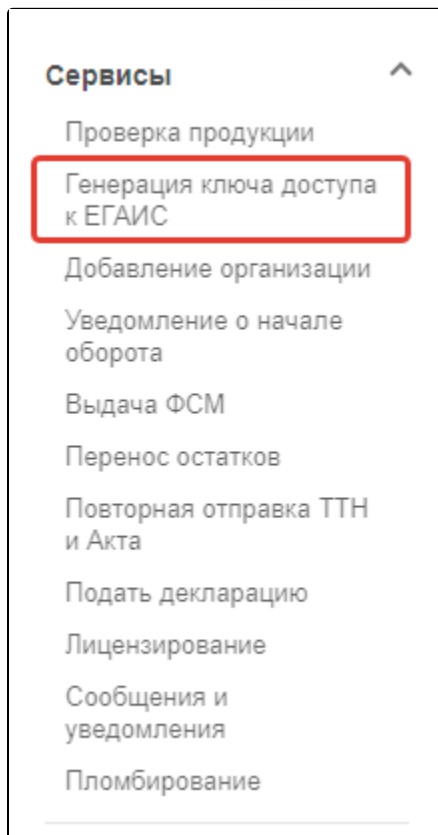 Сервисы
Проверка продукции
Генерация ключа доступа
к ЕГАИС
Добавление организации
Уведомление о начале
оборота
Выдача ФСМ
Перенос остатков
Повторная отправка ТТН
и Акта
Подать декларацию
Лицензирование
Сообщения и
уведомления
Пломбирование